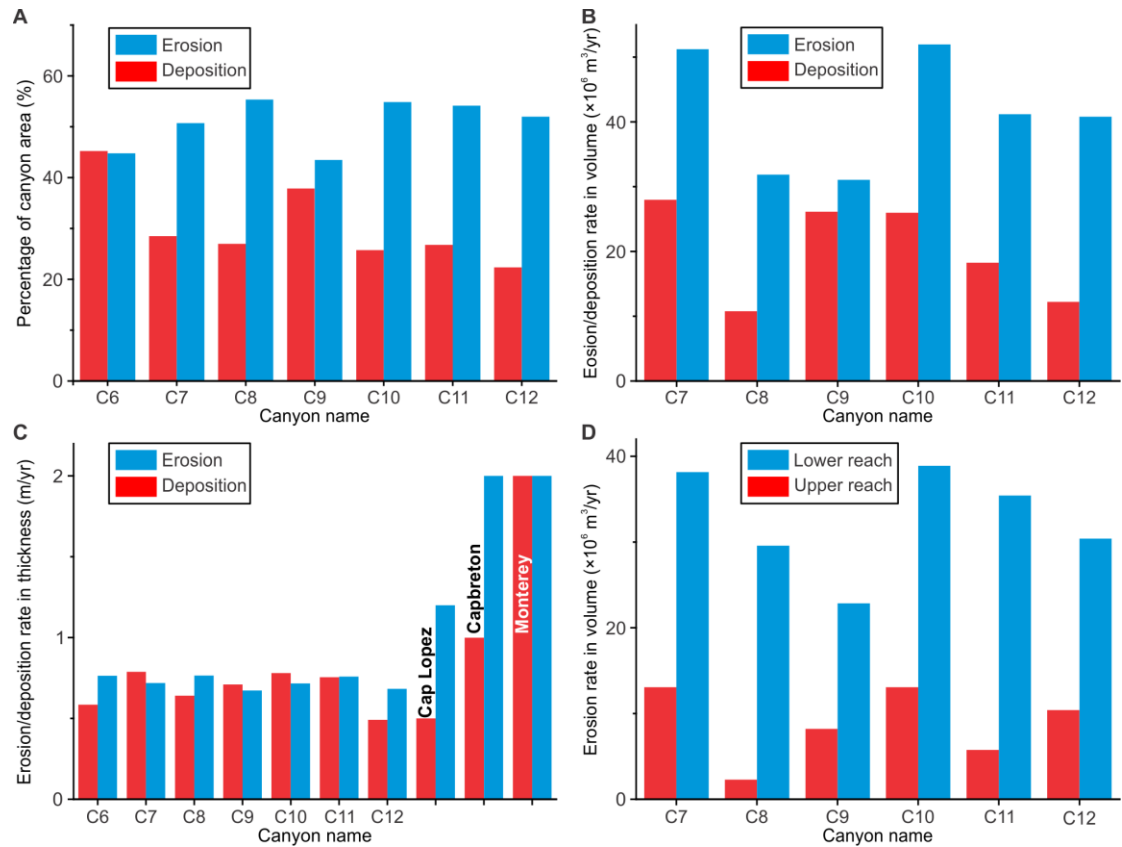 A
Erosion
Deposition
Percentage of canyon area (%)
60
40
20
0
C6 C7 C8 C9 C10 C11 C12
Canyon name
B
Erosion
Deposition
Eosion/deposition rate in volume (×10⁶ m³/yr)
40
20
0
C7 C8 C9 C10 C11 C12
Canyon name
C
Erosion
Deposition
Erosion/deposition rate in thickness (m/yr)
2
1
0
Cap Lopez
Capbreton
Monterey
C6 C7 C8 C9 C10 C11 C12
Canyon name
D
Lower reach
Upper reach
Erosion rate in volume (×10⁶ m³/yr)
40
20
0
C7 C8 C9 C10 C11 C12
Canyon name